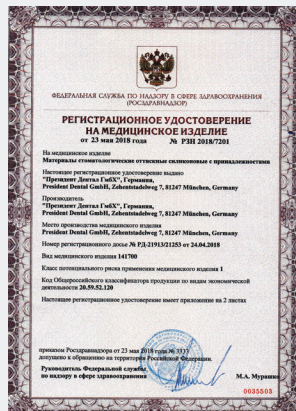 ФЕДЕРАЛЬНАЯ СЛУЖБА ПО НАДЗОРУ В СФЕРЕ ЗДРАВООХРАНЕНИЯ
(РОСЗДРАВНАДЗОР)
РЕГИСТРАЦИОННОЕ УДОСТОВЕРЕНИЕ
НА МЕДИЦИНСКОЕ ИЗДЕЛИЕ
от 23 мая 2018 года № РЗН 2018/7201
На медицинское изделие
Материалы стоматологические оттискные силиконовые с принадлежностями
Настоящее регистрационное удостоверение выдано
"Президент Дентал ГмбХ", Германия,
President Dental GmbH, Zehentstadelweg 7, 81247 München, Germany
Производитель
"Президент Дентал ГмбХ", Германия,
President Dental GmbH, Zehentstadelweg 7, 81247 München, Germany
Место производства медицинского изделия
President Dental GmbH, Zehentstadelweg 7, 81247 München, Germany
Номер регистрационного досье № РД-21913/21253 от 24.04.2018
Вид медицинского изделия 141700
Класс потенциального риска применения медицинского изделия 1
Код Общероссийского классификатора продукции по видам экономической
деятельности 20.59.52.120
Настоящее регистрационное удостоверение имеет приложение на 2 листах
приказом Росздравнадзора от 23 мая 2018 года № 3333
допущено к обращению на территории Российской Федерации.
Руководитель Федеральной службы
по надзору в сфере здравоохранения
М.А. Мурашко
0035503